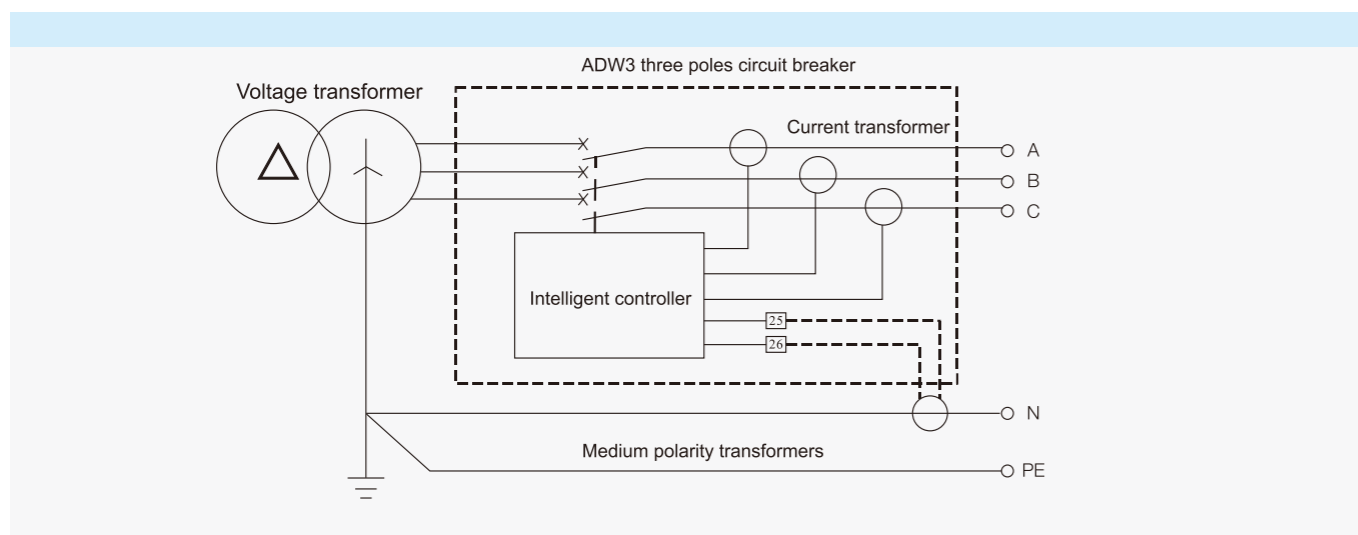 ADW3 three poles circuit breaker
Voltage transformer
Current transformer
A
B
C
Intelligent controller
25
26
N
Medium polarity transformers
PE